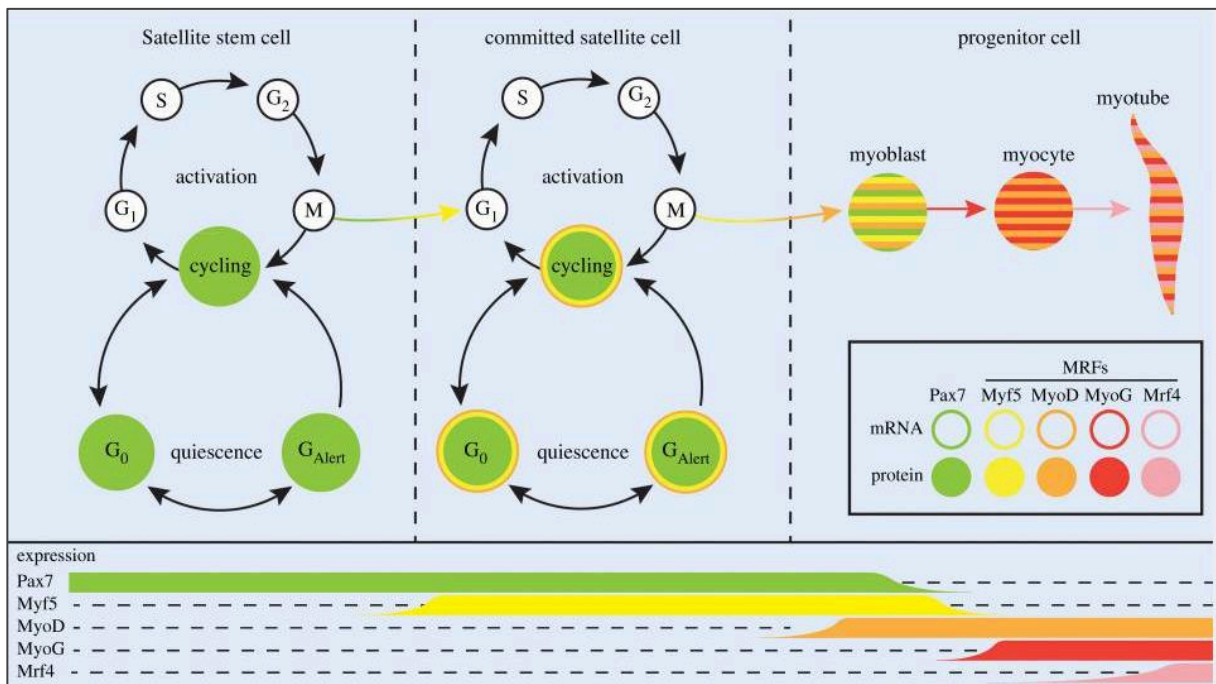 Satellite stem cell
S
G2
activation
G1
M
cycling
G0
quiescence
GAlert
committed satellite cell
S
G2
activation
G1
M
cycling
G0
quiescence
GAlert
progenitor cell
myotube
myoblast
myocyte
MRFs
Pax7 Myf5 MyoD MyoG Mrf4
mRNA
protein
expression
Pax7
Myf5
MyoD
MyoG
Mrf4